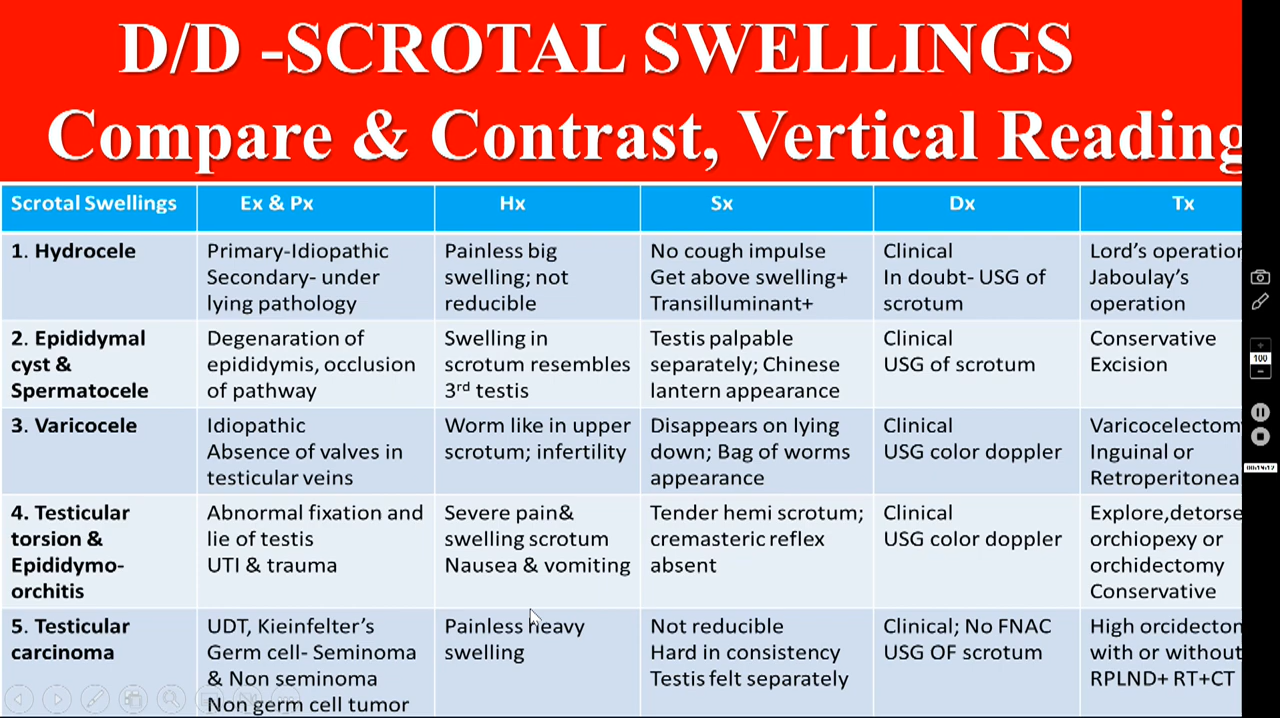 D/D -SCROTAL SWELLINGS
Compare & Contrast, Vertical Reading
Scrotal Swellings
Ex & Px
Hx
Sx
Dx
Tx
1. Hydrocele
Primary-Idiopathic
Secondary- under
lying pathology
Painless big
swelling; not
reducible
No cough impulse
Get above swelling+
Transilluminant+
Clinical
In doubt- USG of
scrotum
Lord's operation
Jaboulay's
operation
2. Epididymal
cyst &
Spermatocele
Degenaration of
epididymis, occlusion
of pathway
Swelling in
scrotum resembles
3rd testis
Testis palpable
separately; Chinese
lantern appearance
Clinical
USG of scrotum
Conservative
Excision
3. Varicocele
Idiopathic
Absence of valves in
testicular veins
Worm like in upper
scrotum; infertility
Disappears on lying
down; Bag of worms
appearance
Clinical
USG color doppler
Varicocelectom
Inguinal or
Retroperitonea
4. Testicular
torsion &
Epididymo-
orchitis
Abnormal fixation and
lie of testis
UTI & trauma
Severe pain&
swelling scrotum
Nausea & vomiting
Tender hemi scrotum;
cremasteric reflex
absent
Clinical
USG color doppler
Explore,detorse
orchiopexy or
orchidectomy
Conservative
5. Testicular
carcinoma
UDT, Kieinfelter's
Germ cell- Seminoma
& Non seminoma
Non germ cell tumor
Painless heavy
swelling
Not reducible
Hard in consistency
Testis felt separately
Clinical; No FNAC
USG OF scrotum
High orcidecton
with or without
RPLND+ RT+CT
100